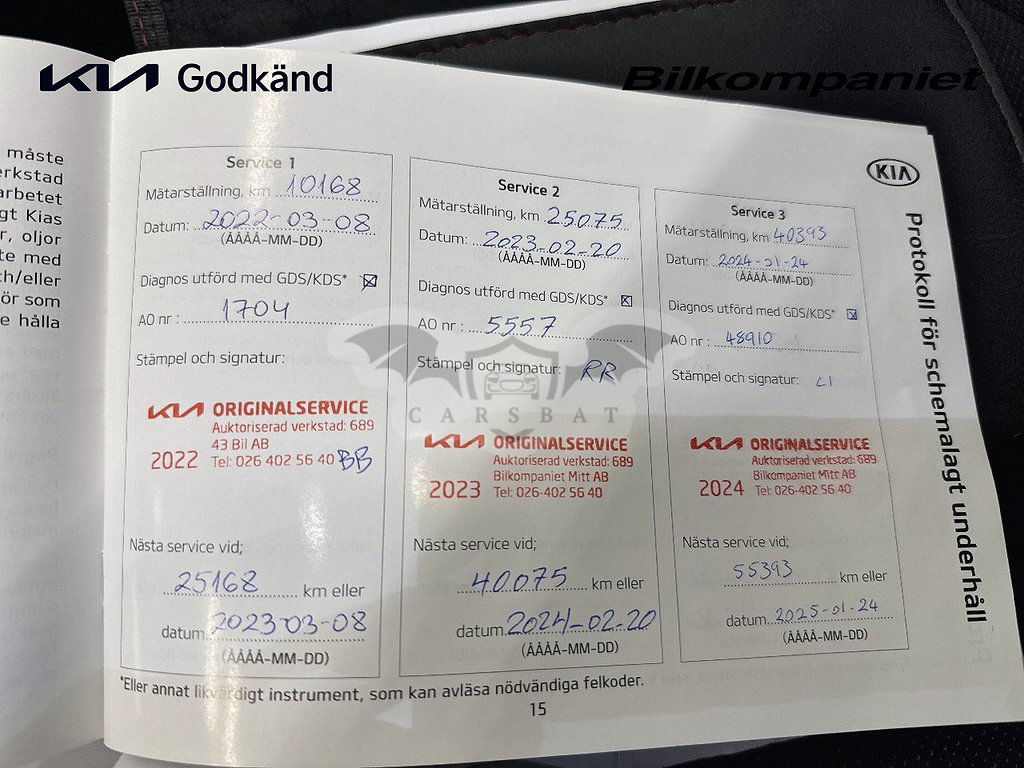 KIA Godkänd
Bilkompaniet
måste
erkstad
arbetet
gt Kias
r, oljor
te med
ch/eller
ör som
e hålla
Service 1
Mätarställning, km 10168
Datum: 2022-03-08
(ÅÅÅÅ-MM-DD)
Diagnos utförd med GDS/KDS*
AO nr : 1704
Stämpel och signatur:
KIA ORIGINALSERVICE
Auktoriserad verkstad: 689
43 Bil AB
2022 Tel: 026 402 56 40 BB
Nästa service vid;
25168 km eller
datum 2023-03-08
(ÅÅÅÅ-MM-DD)
Service 2
Mätarställning, km 25075
Datum: 2023-02-20
(ÅÅÅÅ-MM-DD)
Diagnos utförd med GDS/KDS*
AO nr : 5557
Stämpel och signatur: RR
KIA ORIGINALSERVICE
Auktoriserad verkstad: 689
Bilkompaniet Mitt AB
2023 Tel: 026-402 56 40
Nästa service vid;
40075 km eller
datum 2024-02-20
(ÅÅÅÅ-MM-DD)
Service 3
Mätarställning, km 40393
Datum: 2024-01-24
(ÅÅÅÅ-MM-DD)
Diagnos utförd med GDS/KDS*
AO nr : 48910
Stämpel och signatur:
KIA ORIGINALSERVICE
Auktoriserad verkstad: 689
Bilkompaniet Mitt AB
2024 Tel: 026-402 56 40
Nästa service vid;
55393 km eller
datum 2025-01-24
(ÅÅÅÅ-MM-DD)
KIA
Protokoll för schemalagt underhåll
CARSBAT
*Eller annat likvärdigt instrument, som kan avläsa nödvändiga felkoder.
15